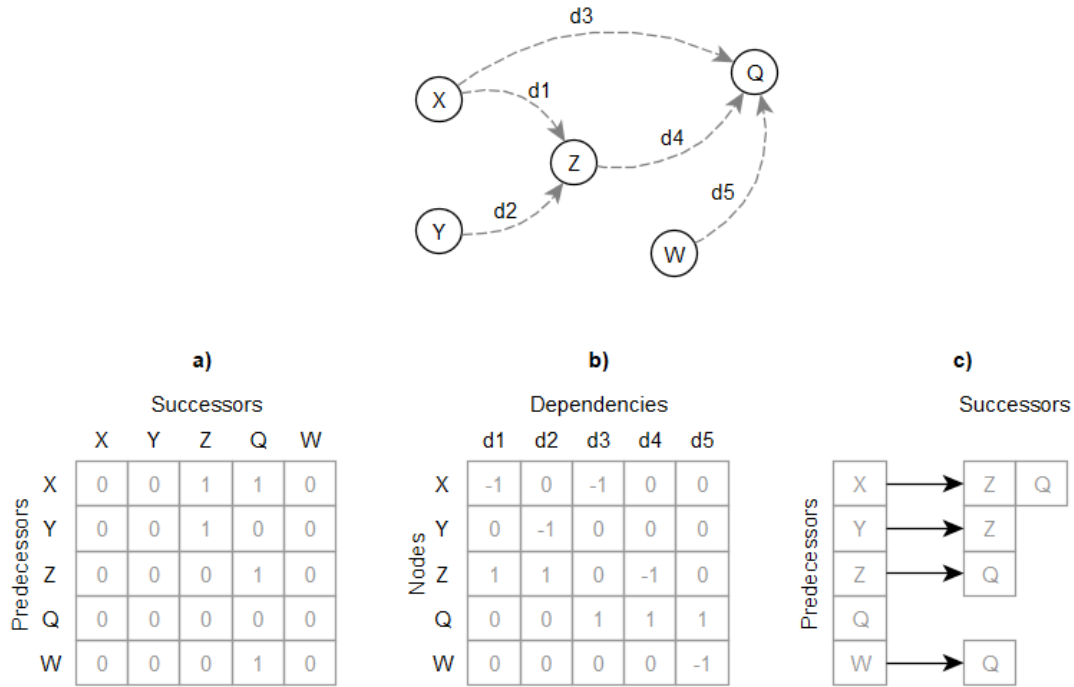 d3
Q
X
d1
d4
Z
d2
d5
Y
W
a)
b)
c)
Successors
Dependencies
Successors
X Y Z Q W
d1 d2 d3 d4 d5
Predecessors
X 0 0 1 1 0
Y 0 0 1 0 0
Z 0 0 0 1 0
Q 0 0 0 0 0
W 0 0 0 1 0
Nodes
X -1 0 -1 0 0
Y 0 -1 0 0 0
Z 1 1 0 -1 0
Q 0 0 1 1 1
W 0 0 0 0 -1
Predecessors
X Z Q
Y Z
Z Q
Q
W Q